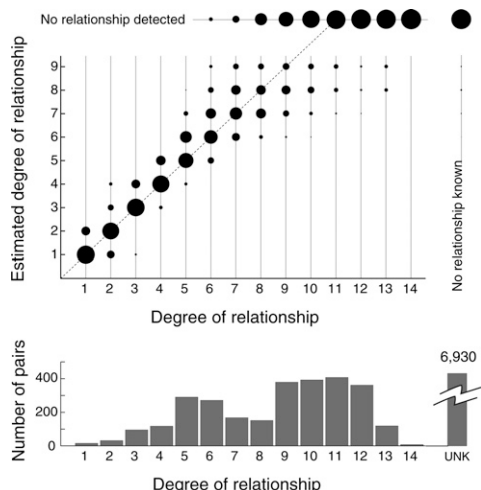 No relationship detected
Estimated degree of relationship
9
8
7
6
5
4
3
2
1
No relationship known
1 2 3 4 5 6 7 8 9 10 11 12 13 14
Degree of relationship
Number of pairs
6,930
400
200
0
1 2 3 4 5 6 7 8 9 10 11 12 13 14 UNK
Degree of relationship